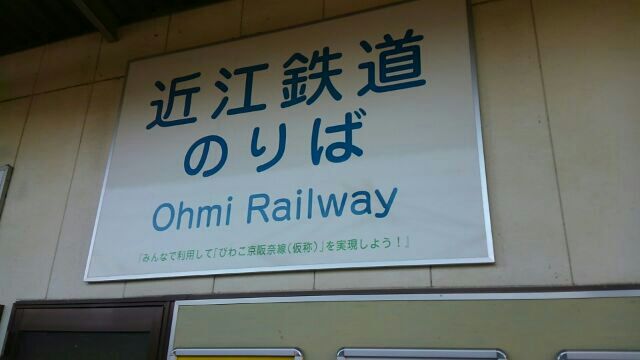 近江鉄道
のりば
Ohmi Railway
『みんなで利用して「びわこ京阪奈線（仮称）」を実現しよう！』